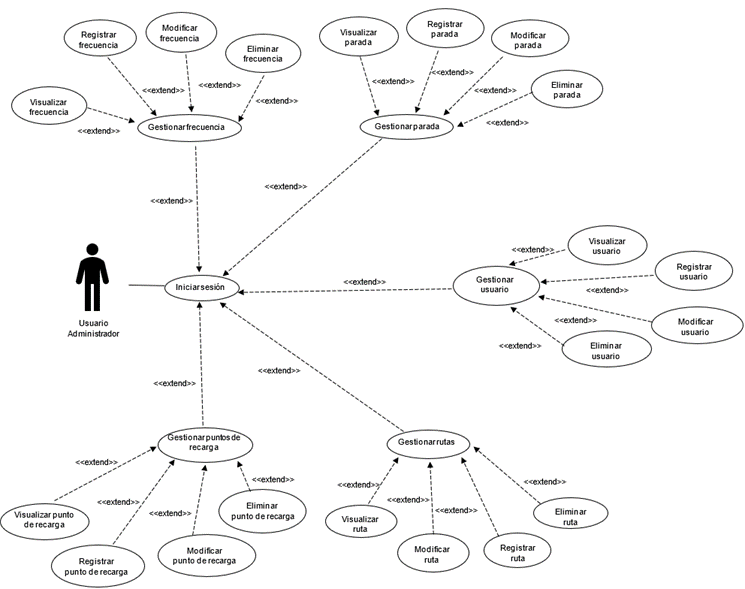 Registrar
frecuencia
Modificar
frecuencia
Eliminar
frecuencia
Visualizar
frecuencia
<<extend>>
<<extend>>
<<extend>>
<<extend>>
Gestionar frecuencia
Visualizar
parada
Registrar
parada
Modificar
parada
Eliminar
parada
<<extend>>
<<extend>>
<<extend>>
<<extend>>
Gestionar parada
<<extend>>
<<extend>>
Usuario
Administrador
Iniciar sesión
<<extend>>
Gestionar
usuario
<<extend>>
<<extend>>
<<extend>>
<<extend>>
Visualizar
usuario
Registrar
usuario
Modificar
usuario
Eliminar
usuario
<<extend>>
<<extend>>
Gestionar puntos de
recarga
<<extend>>
<<extend>>
<<extend>>
<<extend>>
Visualizar punto
de recarga
Registrar
punto de recarga
Modificar
punto de recarga
Eliminar
punto de recarga
Gestionar rutas
<<extend>>
<<extend>>
<<extend>>
<<extend>>
Visualizar
ruta
Modificar
ruta
Registrar
ruta
Eliminar
ruta